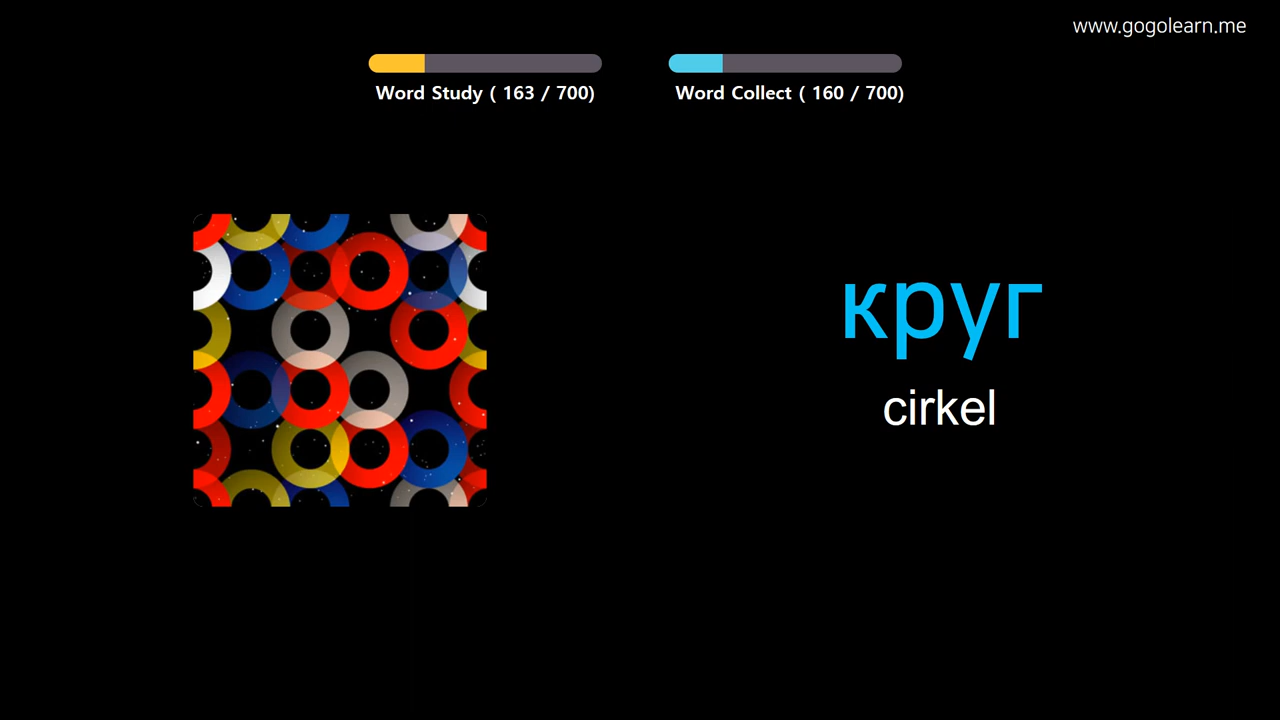 www.gogolearn.me
Word Study ( 163 / 700)
Word Collect ( 160 / 700)
круг
cirkel